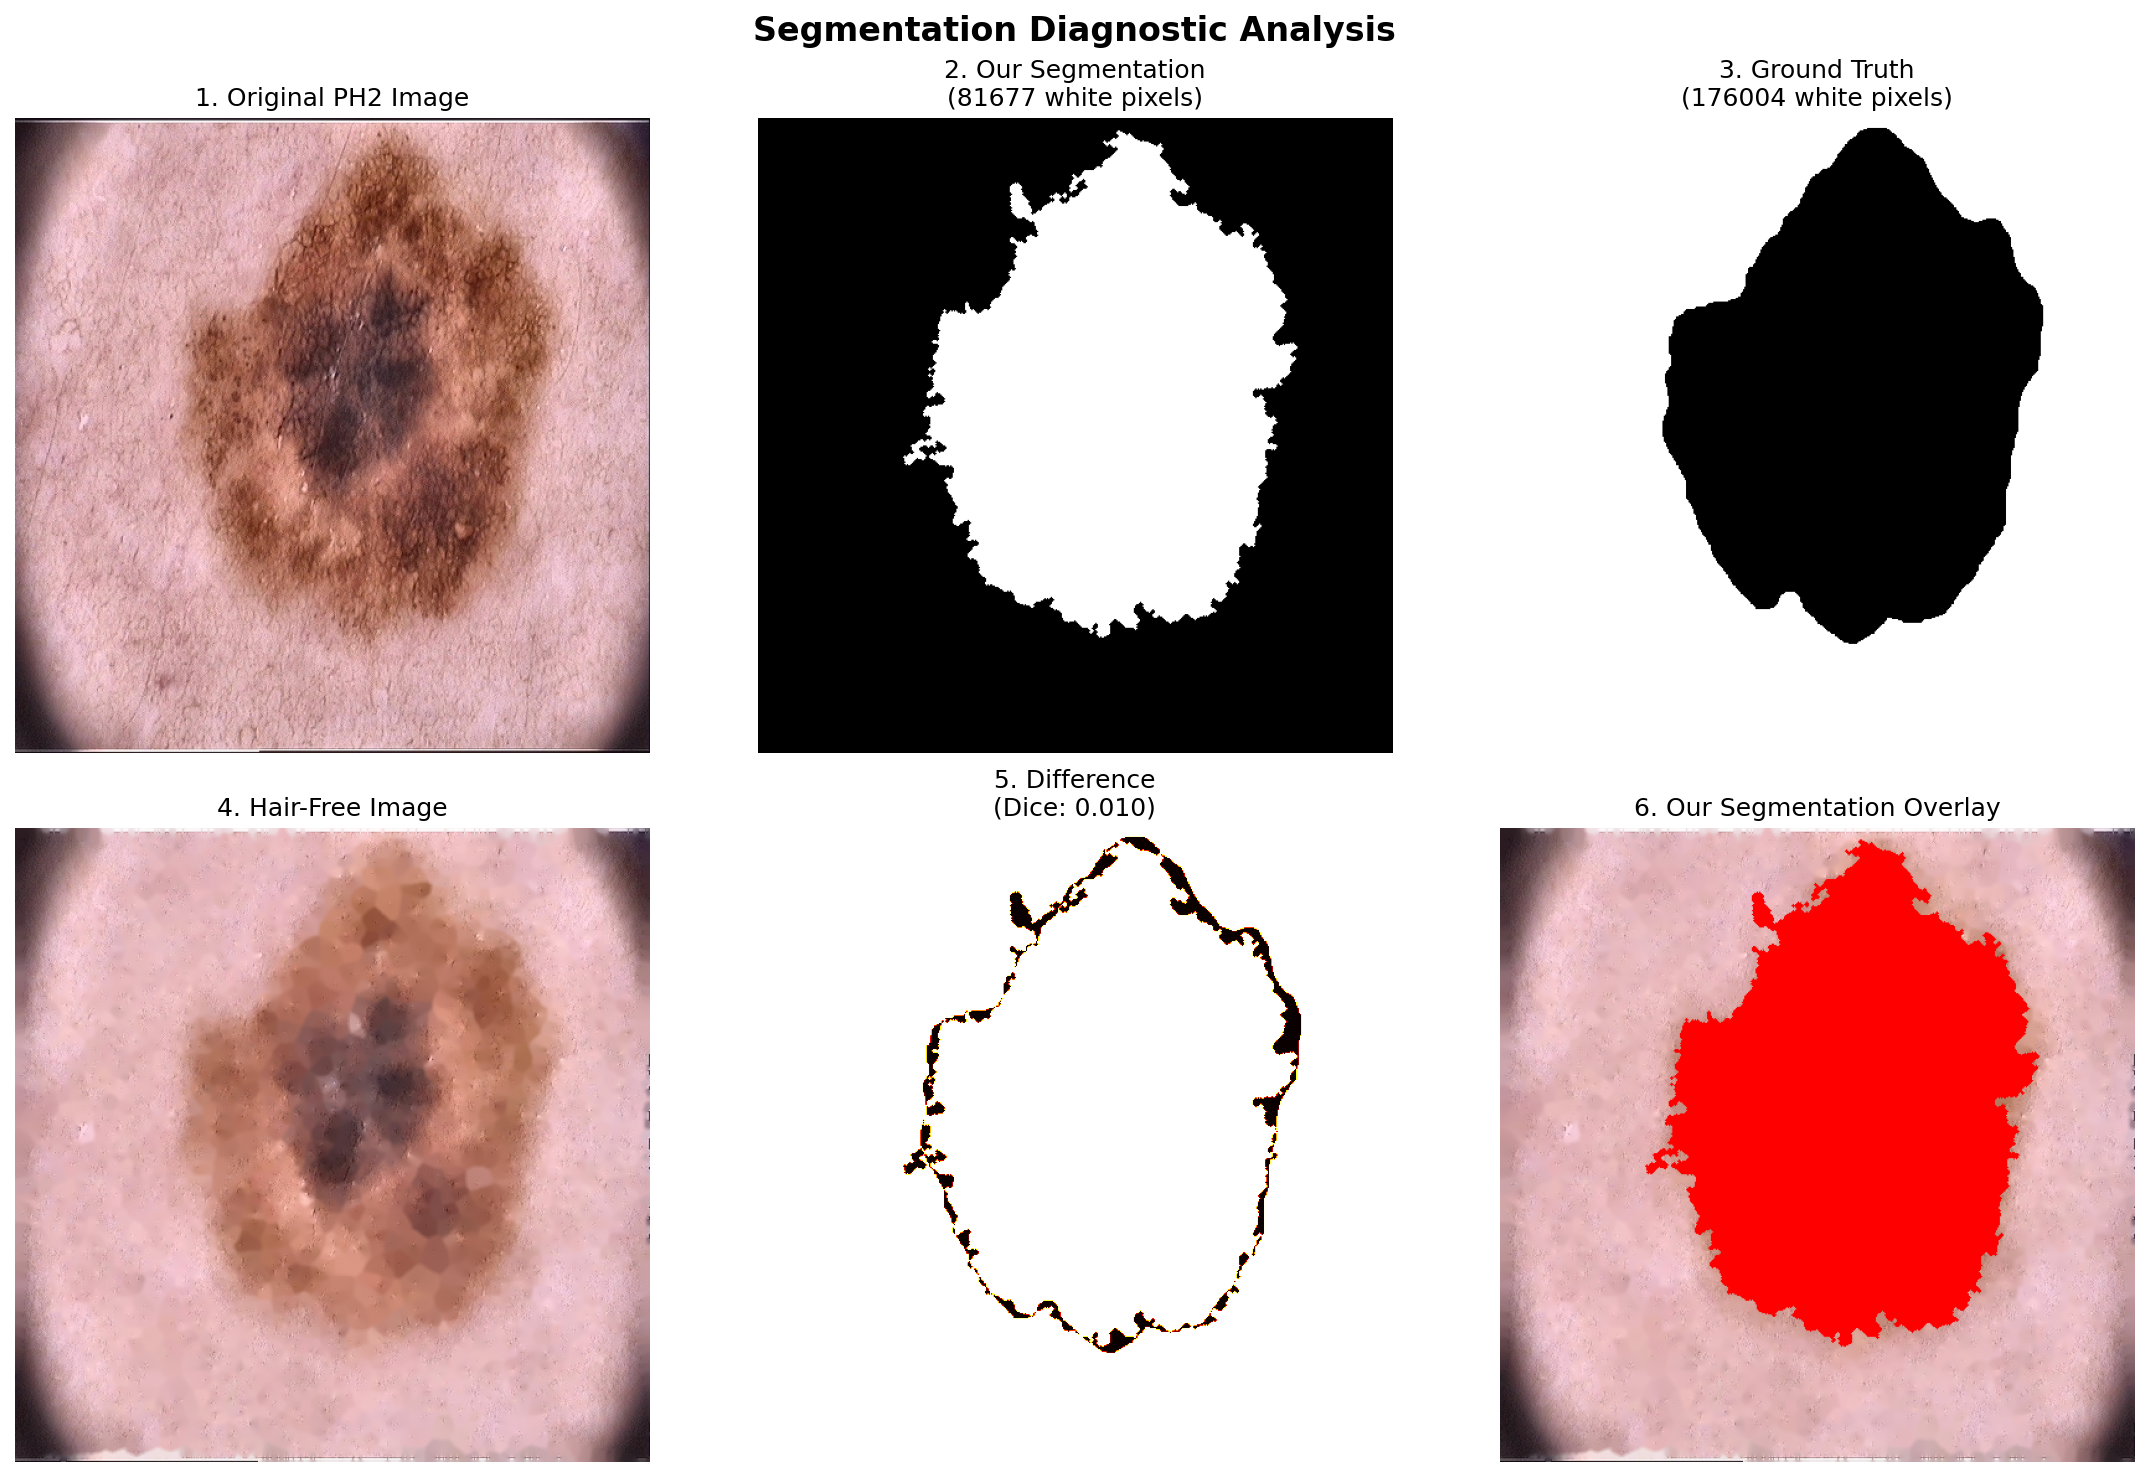 Segmentation Diagnostic Analysis
1. Original PH2 Image
2. Our Segmentation
(81677 white pixels)
3. Ground Truth
(176004 white pixels)
4. Hair-Free Image
5. Difference
(Dice: 0.010)
6. Our Segmentation Overlay